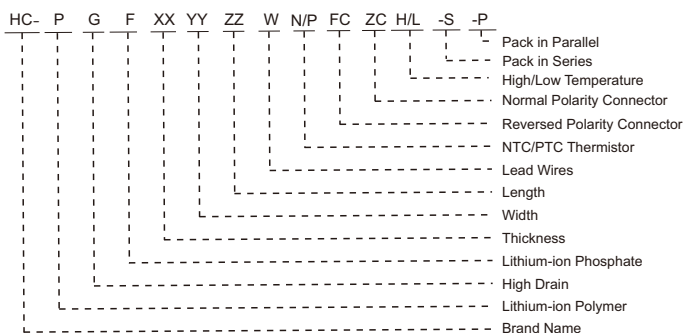 HC- P G F XX YY ZZ W N/P FC ZC H/L -S -P
Pack in Parallel
Pack in Series
High/Low Temperature
Normal Polarity Connector
Reversed Polarity Connector
NTC/PTC Thermistor
Lead Wires
Length
Width
Thickness
Lithium-ion Phosphate
High Drain
Lithium-ion Polymer
Brand Name